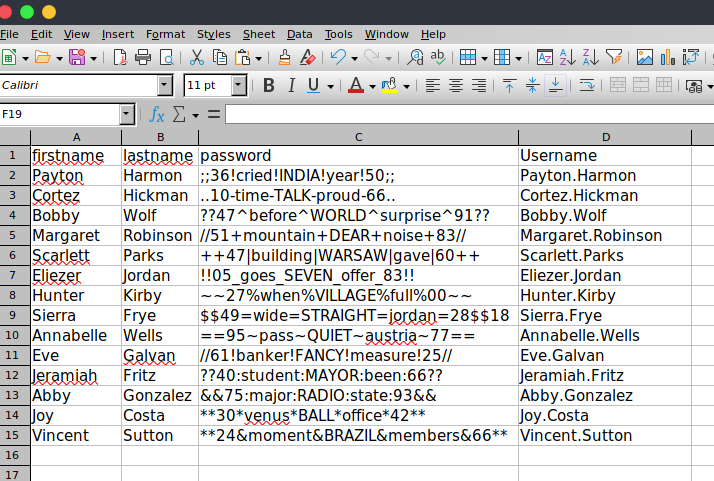 File Edit View Insert Format Styles Sheet Data Tools Window Help
Calibri 11 pt B I U A
F19 fx Σ =
A B C D
1 firstname lastname password Username
2 Payton Harmon ;;36!cried!INDIA!year!50;; Payton.Harmon
3 Cortez Hickman ..10-time-TALK-proud-66.. Cortez.Hickman
4 Bobby Wolf ??47^before^WORLD^surprise^91?? Bobby.Wolf
5 Margaret Robinson //51+mountain+DEAR+noise+83// Margaret.Robinson
6 Scarlett Parks ++47|building|WARSAW|gave|60++ Scarlett.Parks
7 Eliezer Jordan !!05_goes_SEVEN_offer_83!! Eliezer.Jordan
8 Hunter Kirby ~~27%when%VILLAGE%full%00~~ Hunter.Kirby
9 Sierra Frye $$49=wide=STRAIGHT=jordan=28$$18 Sierra.Frye
10 Annabelle Wells ==95~pass~QUIET~austria~77== Annabelle.Wells
11 Eve Galvan //61!banker!FANCY!measure!25// Eve.Galvan
12 Jeramiah Fritz ??40:student:MAYOR:been:66?? Jeramiah.Fritz
13 Abby Gonzalez &&75:major:RADIO:state:93&& Abby.Gonzalez
14 Joy Costa **30*venus*BALL*office*42** Joy.Costa
15 Vincent Sutton **24&moment&BRAZIL&members&66** Vincent.Sutton
16
17